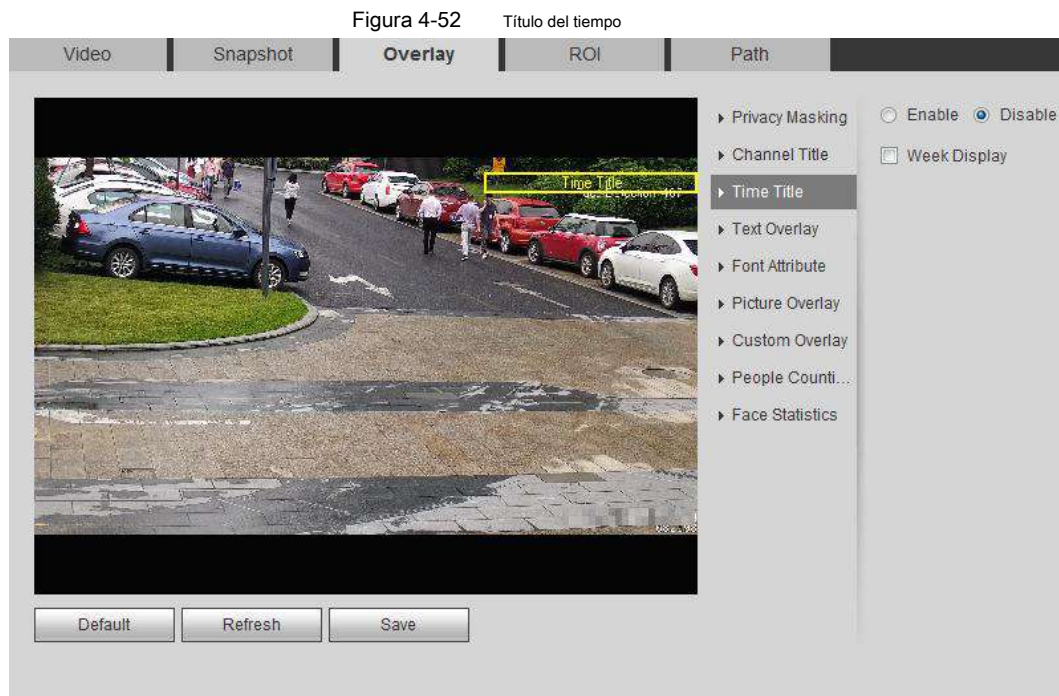 Figura 4-52 Título del tiempo
Video Snapshot Overlay ROI Path
Time Title
Privacy Masking
Channel Title
Time Title
Text Overlay
Font Attribute
Picture Overlay
Custom Overlay
People Counti...
Face Statistics
Enable Disable
Week Display
Default Refresh Save